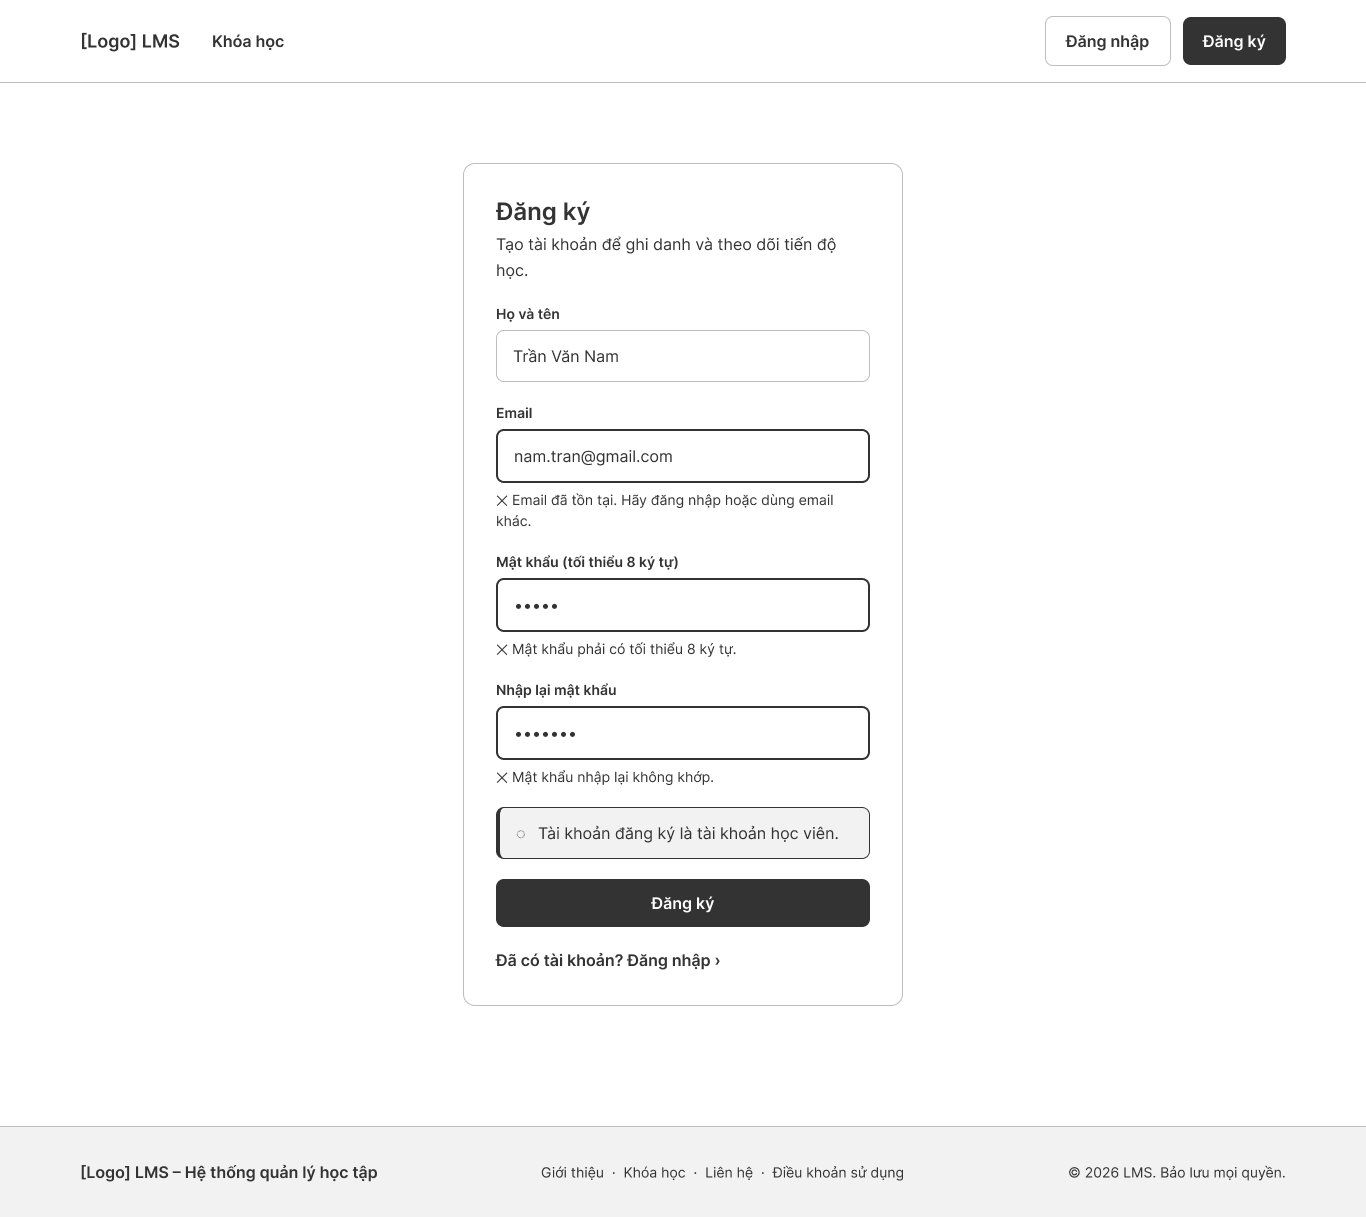 [Logo] LMS
Khóa học
Đăng nhập
Đăng ký
Đăng ký
Tạo tài khoản để ghi danh và theo dõi tiến độ
học.
Họ và tên
Trần Văn Nam
Email
nam.tran@gmail.com
× Email đã tồn tại. Hãy đăng nhập hoặc dùng email
khác.
Mật khẩu (tối thiểu 8 ký tự)
•••••
× Mật khẩu phải có tối thiểu 8 ký tự.
Nhập lại mật khẩu
•••••••
× Mật khẩu nhập lại không khớp.
○ Tài khoản đăng ký là tài khoản học viên.
Đăng ký
Đã có tài khoản? Đăng nhập ›
[Logo] LMS – Hệ thống quản lý học tập
Giới thiệu · Khóa học · Liên hệ · Điều khoản sử dụng
© 2026 LMS. Bảo lưu mọi quyền.